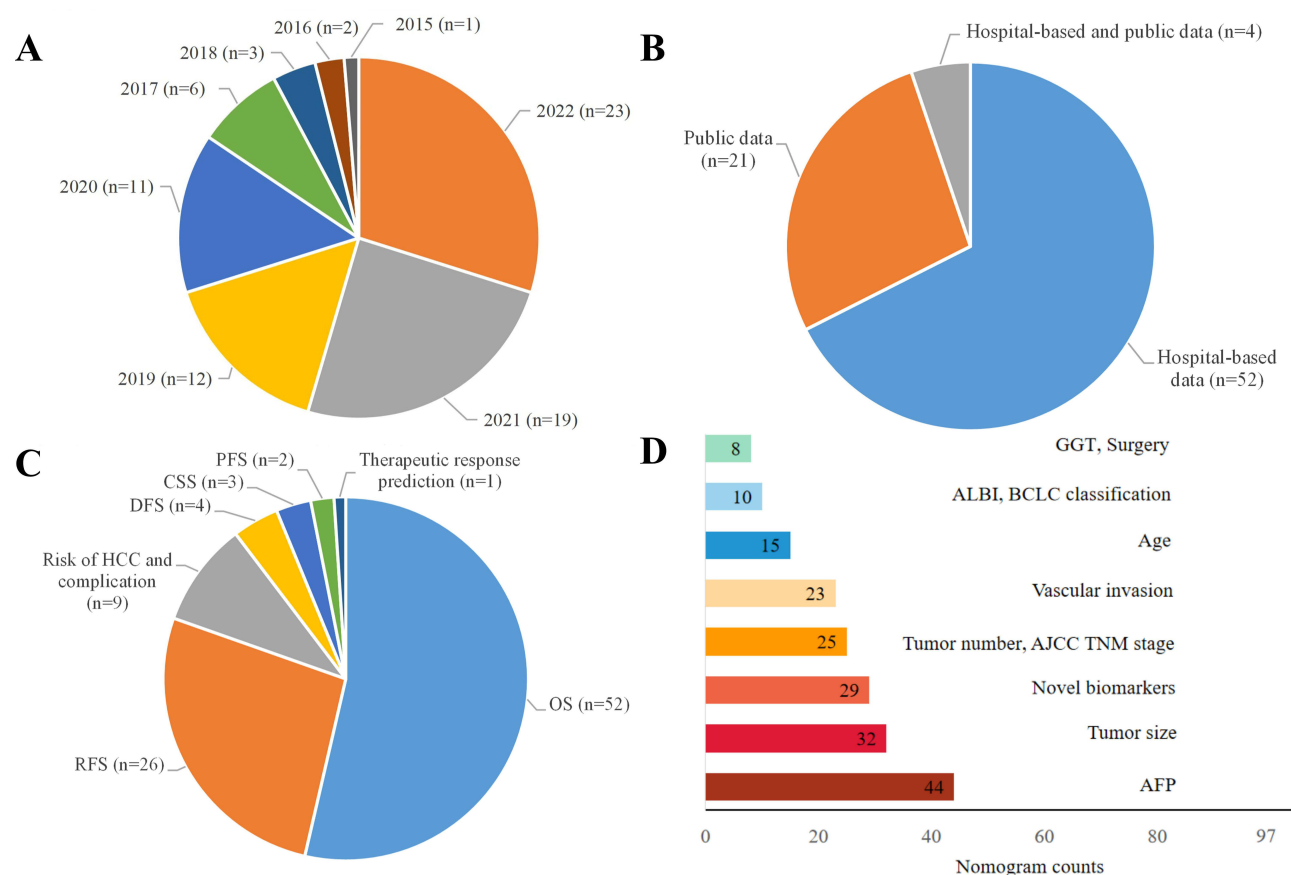 A
2015 (n=1)
2016 (n=2)
2018 (n=3)
2017 (n=6)
2022 (n=23)
2020 (n=11)
2019 (n=12)
2021 (n=19)
B
Hospital-based and public data (n=4)
Public data
(n=21)
Hospital-based
data (n=52)
C
PFS (n=2)
Therapeutic response
prediction (n=1)
CSS (n=3)
DFS (n=4)
Risk of HCC and
complication
(n=9)
OS (n=52)
RFS (n=26)
D
8 GGT, Surgery
10 ALBI, BCLC classification
15 Age
23 Vascular invasion
25 Tumor number, AJCC TNM stage
29 Novel biomarkers
32 Tumor size
44 AFP
0 20 40 60 80 97
Nomogram counts